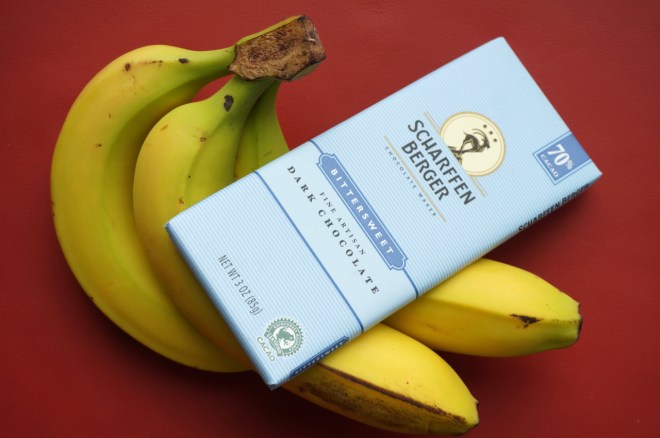 SCHARFFEN
BERGER
CHOCOLATE MAKER
70%
CACAO
BITTERSWEET
FINE ARTISAN
DARK CHOCOLATE
NET WT 3 OZ (85g)
CACAO
SCHARFFEN BERGER
BITTERSWEET